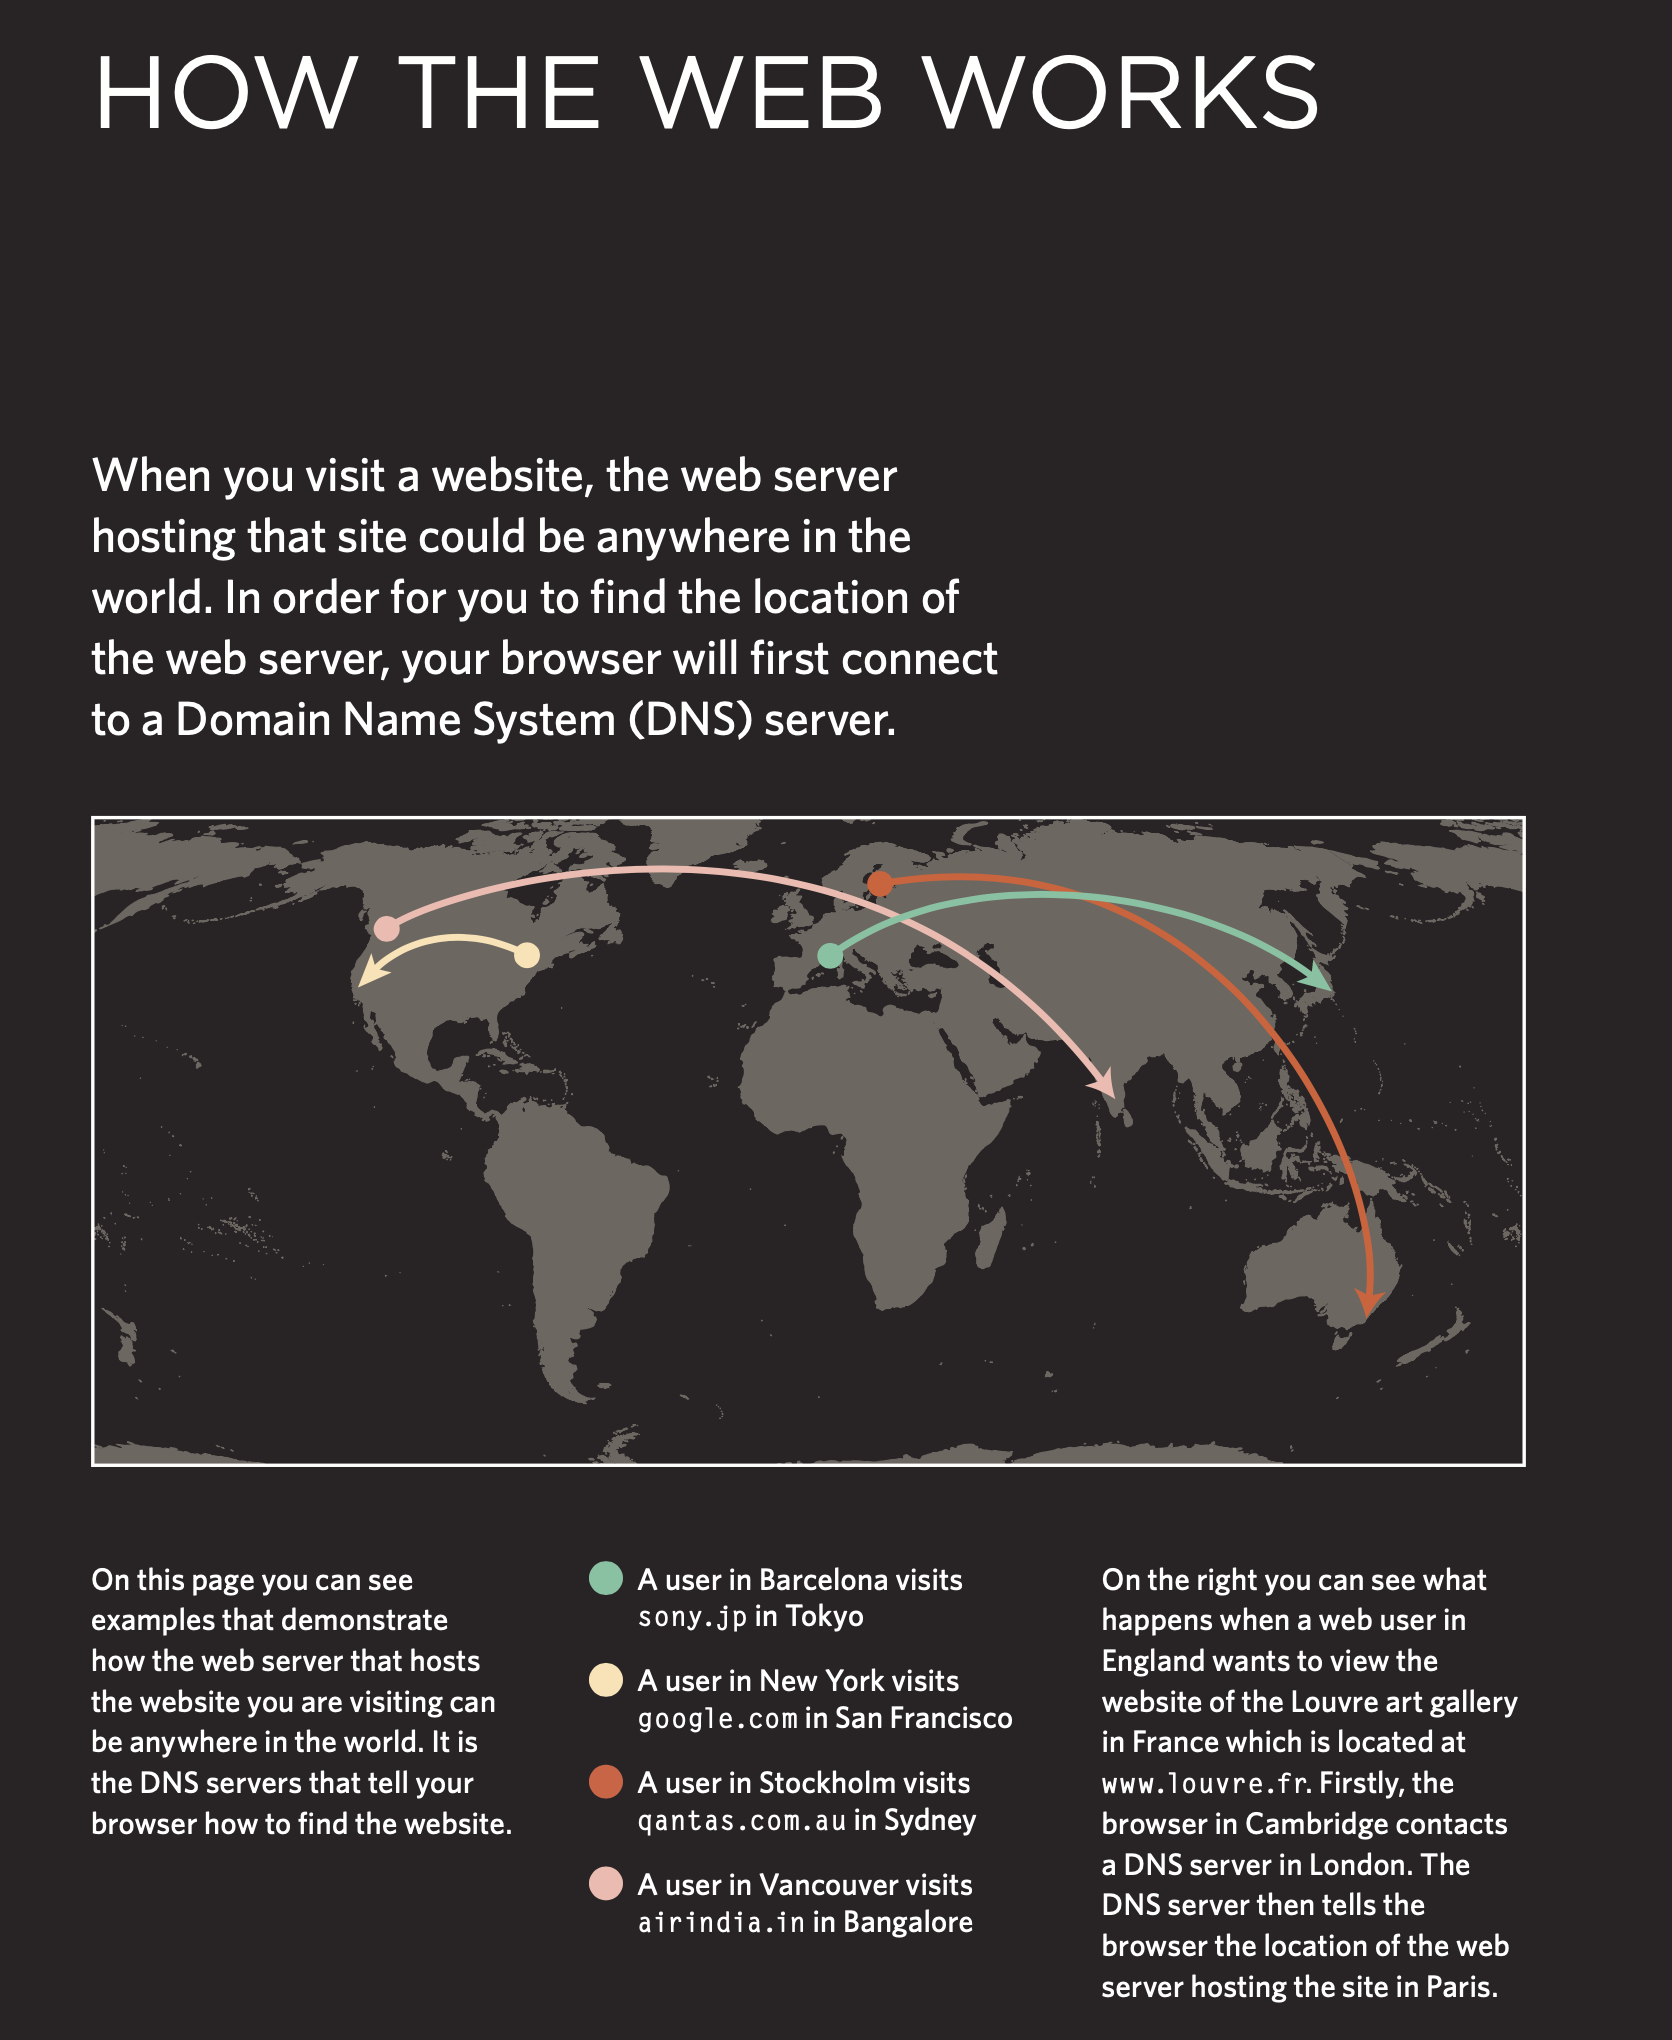 HOW THE WEB WORKS
When you visit a website, the web server
hosting that site could be anywhere in the
world. In order for you to find the location of
the web server, your browser will first connect
to a Domain Name System (DNS) server.
On this page you can see
examples that demonstrate
how the web server that hosts
the website you are visiting can
be anywhere in the world. It is
the DNS servers that tell your
browser how to find the website.
A user in Barcelona visits
sony.jp in Tokyo
A user in New York visits
google.com in San Francisco
A user in Stockholm visits
qantas.com.au in Sydney
A user in Vancouver visits
airindia.in in Bangalore
On the right you can see what
happens when a web user in
England wants to view the
website of the Louvre art gallery
in France which is located at
www.louvre.fr. Firstly, the
browser in Cambridge contacts
a DNS server in London. The
DNS server then tells the
browser the location of the web
server hosting the site in Paris.